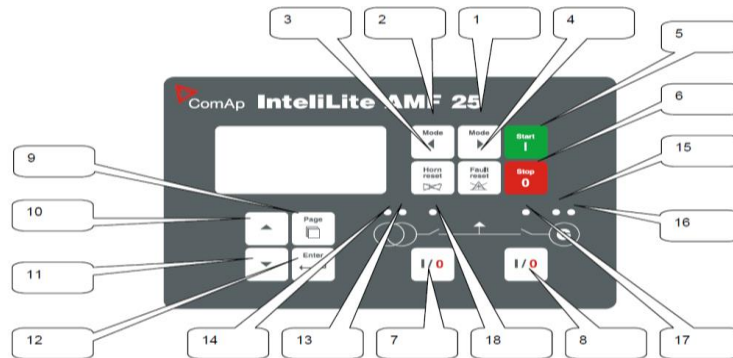 3
2
1
4
5
ComAp InteliLite AMF 25
6
Mode
Mode
Start
I
9
15
Horn
reset
Fault
reset
Stop
0
10
Page
16
11
Enter
I/0
I/0
12
14
13
7
18
8
17